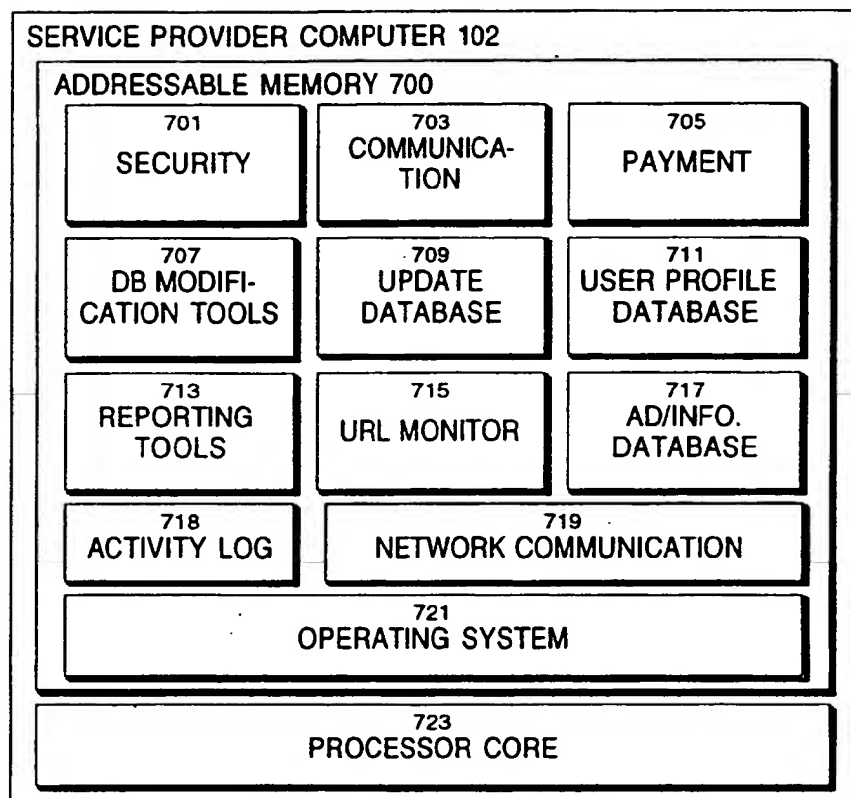 SERVICE PROVIDER COMPUTER 102
ADDRESSABLE MEMORY 700
701
SECURITY
703
COMMUNICA-
TION
705
PAYMENT
707
DB MODIFI-
CATION TOOLS
709
UPDATE
DATABASE
711
USER PROFILE
DATABASE
713
REPORTING
TOOLS
715
URL MONITOR
717
AD/INFO.
DATABASE
718
ACTIVITY LOG
719
NETWORK COMMUNICATION
721
OPERATING SYSTEM
723
PROCESSOR CORE